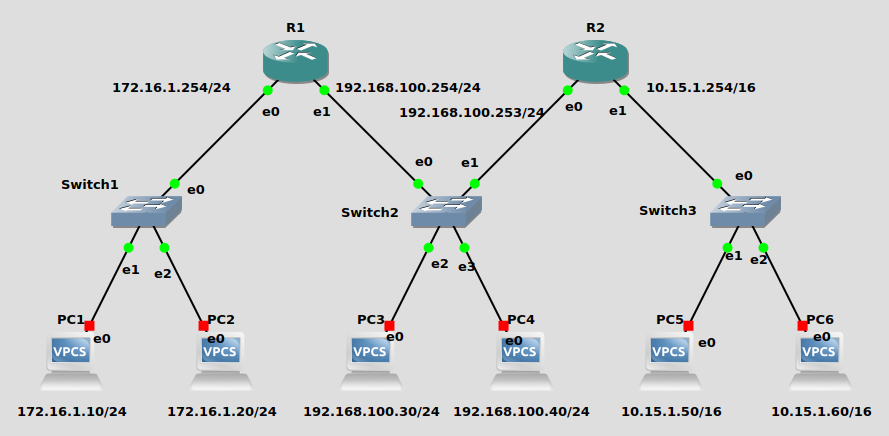 R1
R2
172.16.1.254/24
192.168.100.254/24
10.15.1.254/16
e0
e1
192.168.100.253/24
e0
e1
Switch1
e0
e0
e1
Switch2
Switch3
e0
e1
e2
e2
e3
e1
e2
PC1
PC2
PC3
PC4
PC5
PC6
e0
e0
e0
e0
e0
e0
VPCS
VPCS
VPCS
VPCS
VPCS
VPCS
172.16.1.10/24
172.16.1.20/24
192.168.100.30/24
192.168.100.40/24
10.15.1.50/16
10.15.1.60/16